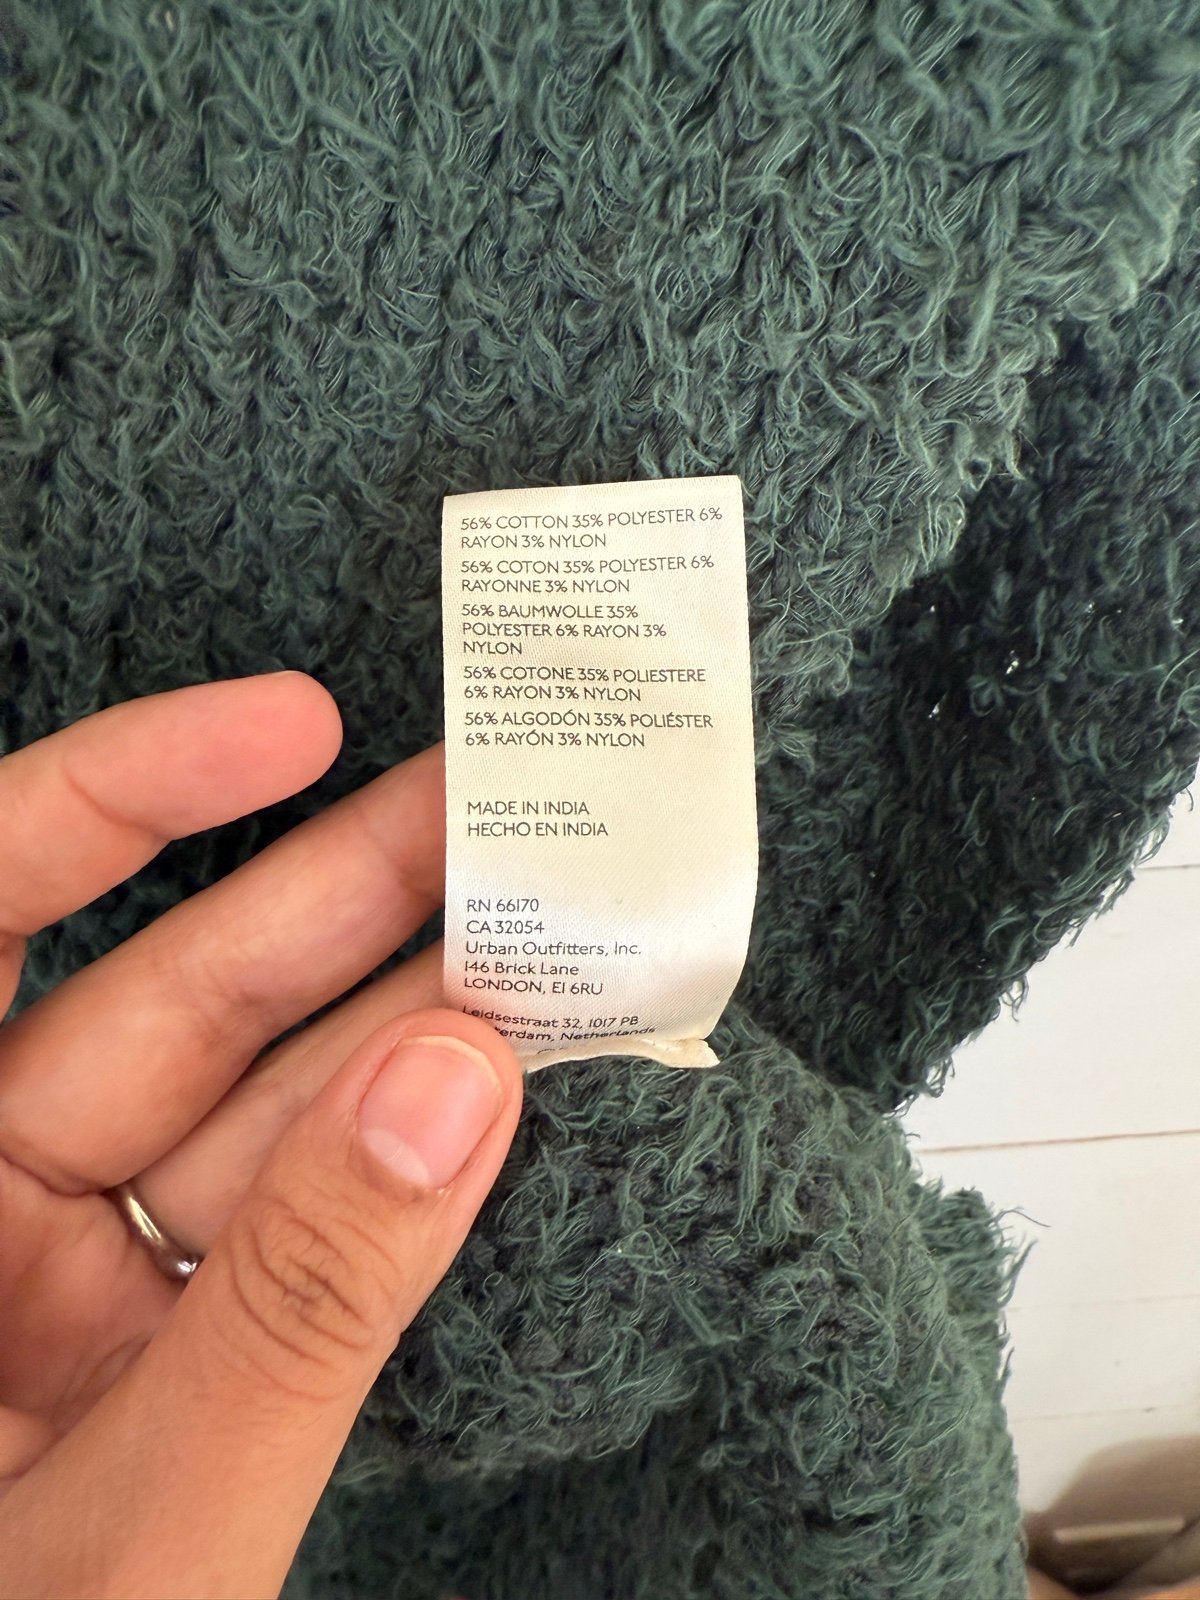 56% COTTON 35% POLYESTER 6%
RAYON 3% NYLON
56% COTON 35% POLYESTER 6%
RAYONNE 3% NYLON
56% BAUMWOLLE 35%
POLYESTER 6% RAYON 3%
NYLON
56% COTONE 35% POLIESTERE
6% RAYON 3% NYLON
56% ALGODÓN 35% POLIÉSTER
6% RAYÓN 3% NYLON
MADE IN INDIA
HECHO EN INDIA
RN 66170
CA 32054
Urban Outfitters, Inc.
146 Brick Lane
LONDON, E1 6RU
Leidsestraat 32, 1017 PB
Netherlands